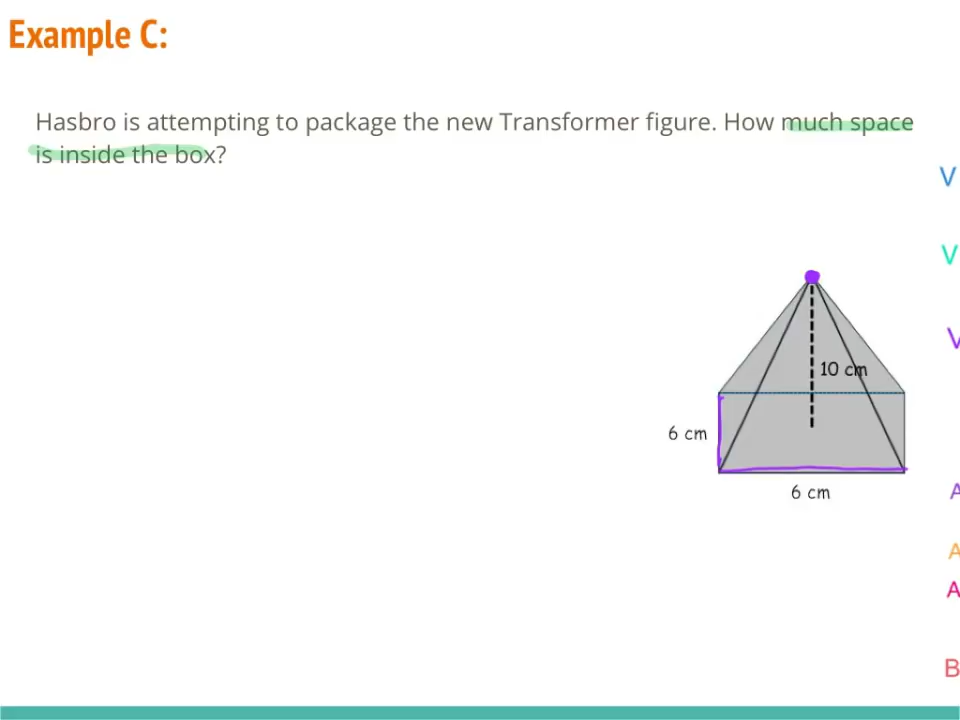 Example C:
Hasbro is attempting to package the new Transformer figure. How much space
is inside the box?
V
V
V
10 cm
6 cm
6 cm
A
A
A
B